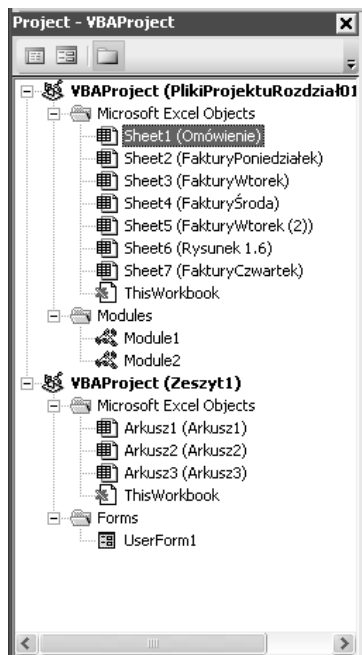 Project - VBAProject
VBAProject (PlikiProjektuRozdział01
Microsoft Excel Objects
Sheet1 (Omówienie)
Sheet2 (FakturyPoniedziałek)
Sheet3 (FakturyWtorek)
Sheet4 (FakturyŚroda)
Sheet5 (FakturyWtorek (2))
Sheet6 (Rysunek 1.6)
Sheet7 (FakturyCzwartek)
ThisWorkbook
Modules
Module1
Module2
VBAProject (Zeszyt1)
Microsoft Excel Objects
Arkusz1 (Arkusz1)
Arkusz2 (Arkusz2)
Arkusz3 (Arkusz3)
ThisWorkbook
Forms
UserForm1